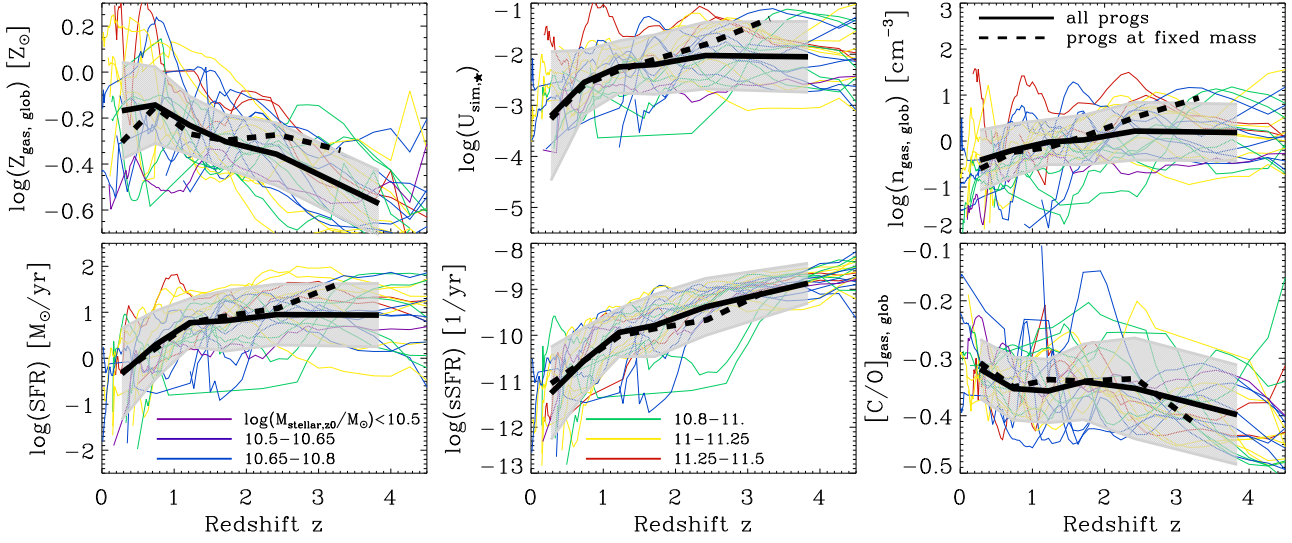 log(Z_gas, glob) [Z_⊙]
0.2
0.0
−0.2
−0.4
−0.6
log(U_sim,★)
−1
−2
−3
−4
−5
log(n_gas, glob) [cm^−3]
3
2
1
0
−1
−2
all progs
progs at fixed mass
log(SFR) [M_⊙/yr]
2
1
0
−1
−2
log(M_stellar,z0/M_⊙)<10.5
10.5−10.65
10.65−10.8
0 1 2 3 4
Redshift z
log(sSFR) [1/yr]
−8
−9
−10
−11
−12
−13
10.8−11.
11−11.25
11.25−11.5
0 1 2 3 4
Redshift z
[C/O]_gas, glob
−0.1
−0.2
−0.3
−0.4
−0.5
0 1 2 3 4
Redshift z